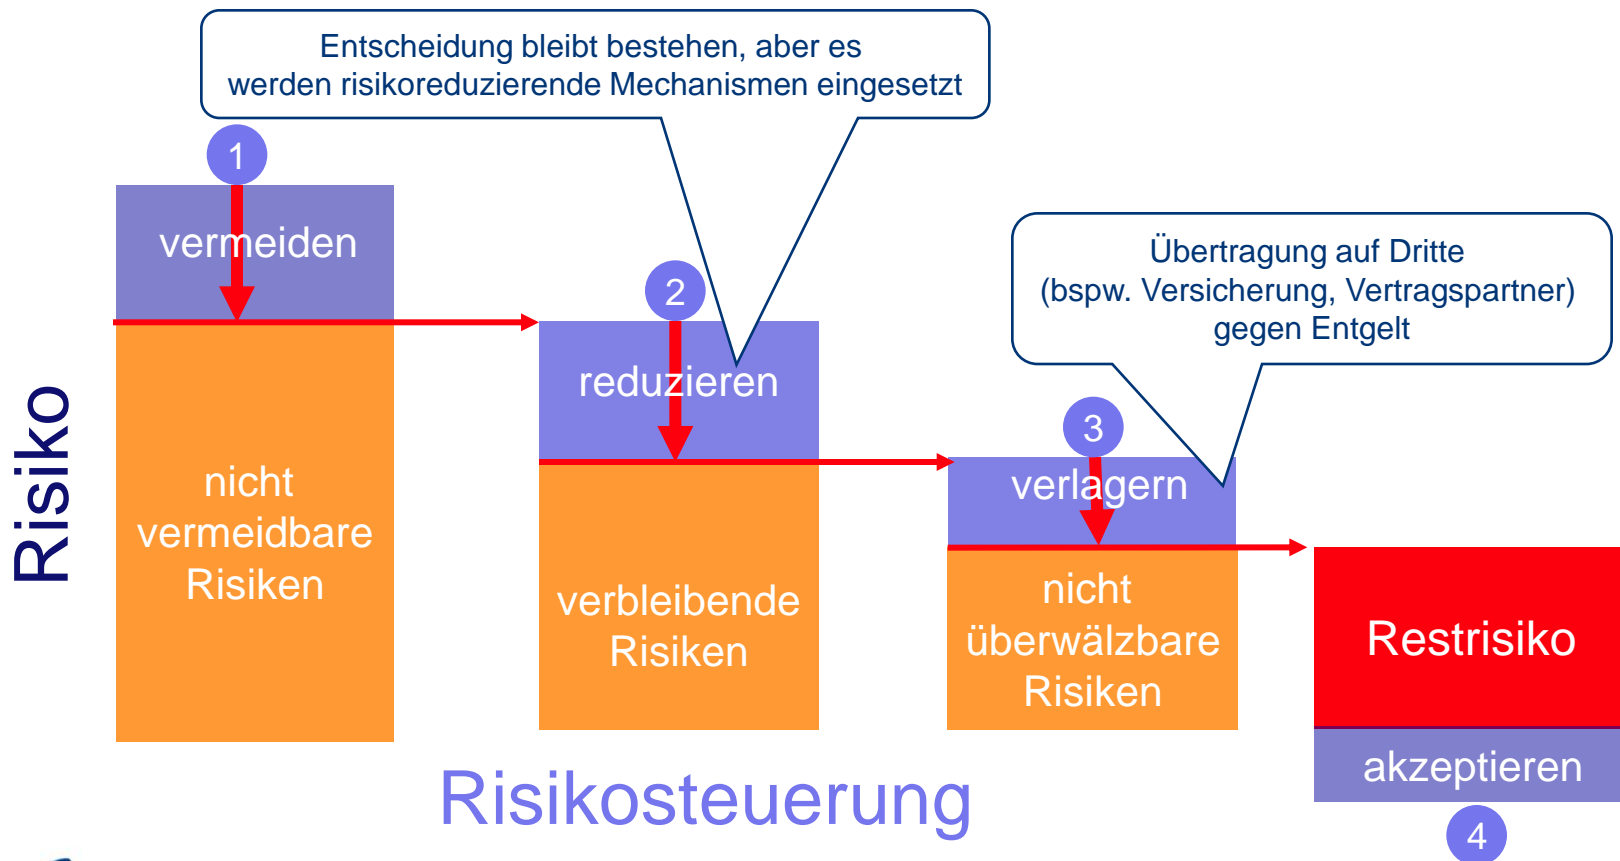 Entscheidung bleibt bestehen, aber es
werden risikoreduzierende Mechanismen eingesetzt
1
vermeiden
nicht
vermeidbare
Risiken
2
reduzieren
verbleibende
Risiken
Übertragung auf Dritte
(bspw. Versicherung, Vertragspartner)
gegen Entgelt
3
verlagern
nicht
überwälzbare
Risiken
Restrisiko
akzeptieren
4
Risiko
Risikosteuerung